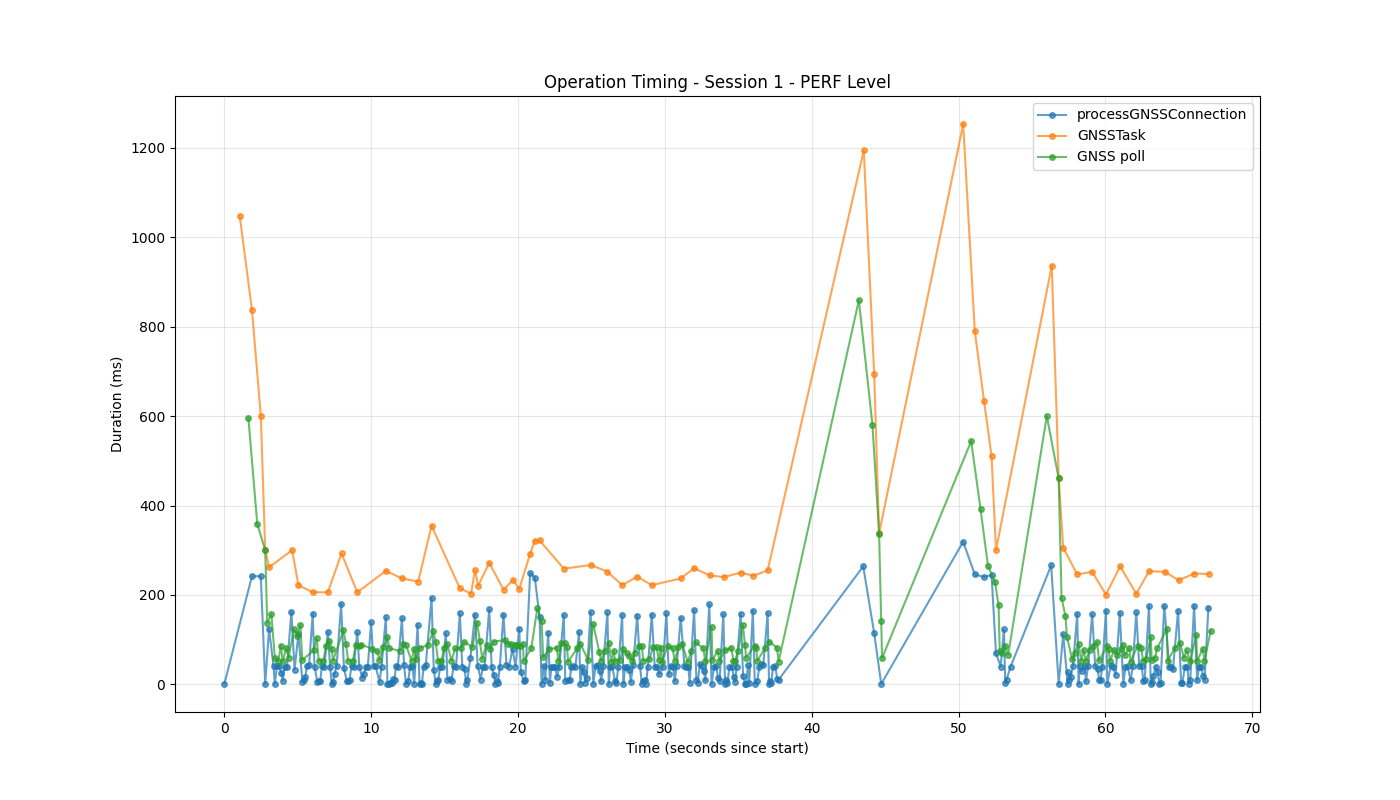 Operation Timing - Session 1 - PERF Level
processGNSSConnection
GNSSTask
GNSS poll
1200
1000
800
600
400
200
0
Duration (ms)
0 10 20 30 40 50 60 70
Time (seconds since start)